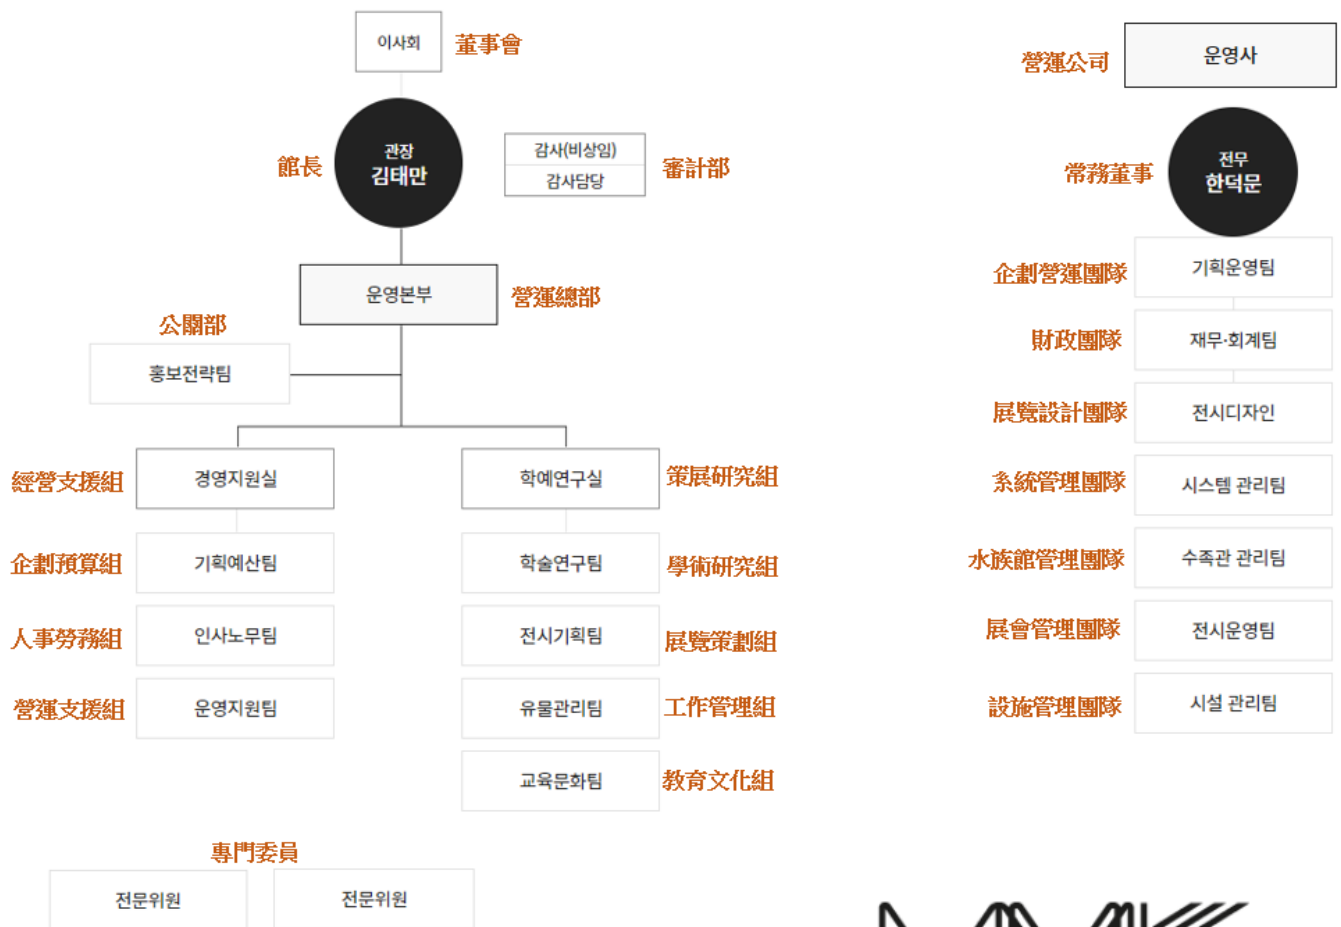 이사회
董事會
館長
관장
김태만
감사(비상임)
감사담당
審計部
운영본부
營運總部
公關部
홍보전략팀
經營支援組
경영지원실
企劃預算組
기획예산팀
人事勞務組
인사노무팀
營運支援組
운영지원팀
학예연구실
策展研究組
학술연구팀
學術研究組
전시기획팀
展覽策劃組
유물관리팀
工作管理組
교육문화팀
教育文化組
專門委員
전문위원
전문위원
營運公司
운영사
常務董事
전무
한덕문
企劃營運團隊
기획운영팀
財政團隊
재무·회계팀
展覽設計團隊
전시디자인
系統管理團隊
시스템 관리팀
水族館管理團隊
수족관 관리팀
展會管理團隊
전시운영팀
設施管理團隊
시설 관리팀